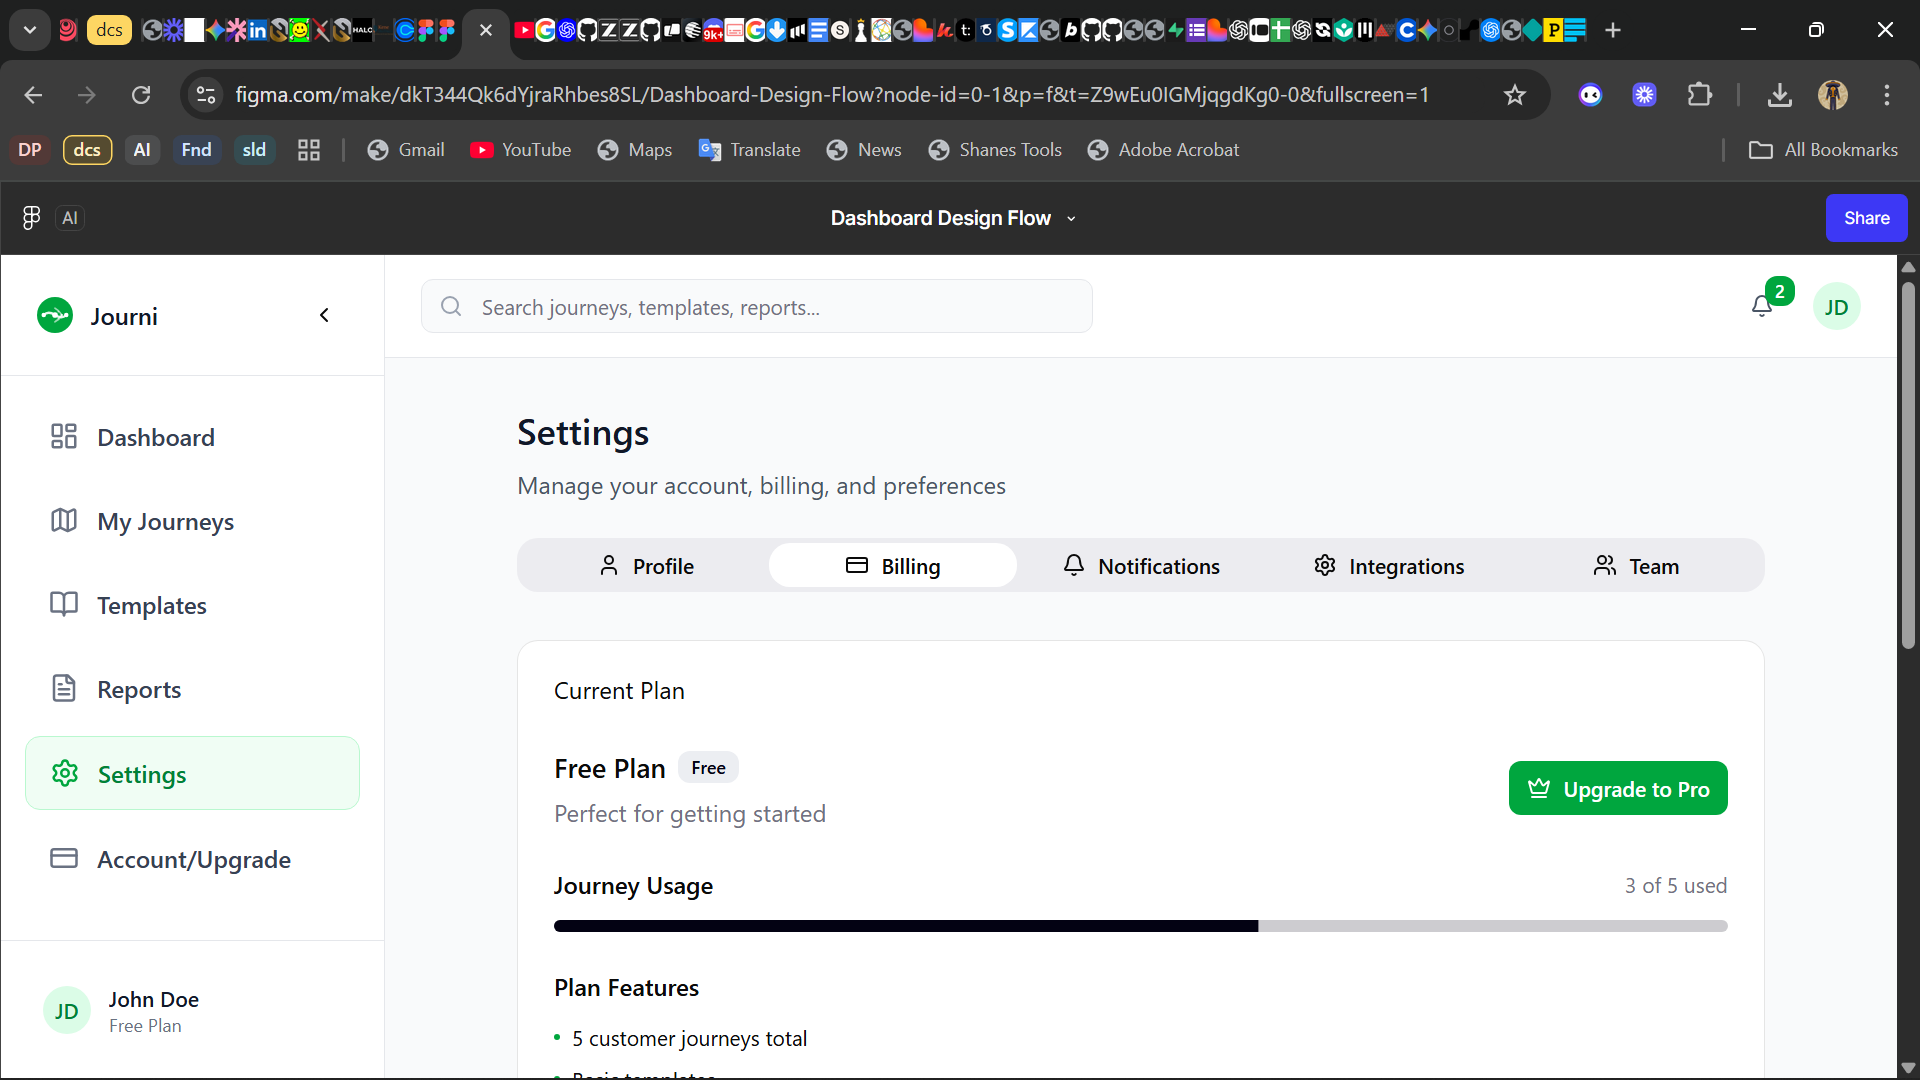 dcs
9k+
figma.com/make/dkT344Qk6dYjraRhbes8SL/Dashboard-Design-Flow?node-id=0-1&p=f&t=Z9wEu0IGMjqgdKg0-0&fullscreen=1
DP dcs AI Fnd sld Gmail YouTube Maps Translate News Shanes Tools Adobe Acrobat All Bookmarks
AI Dashboard Design Flow Share
Journi
Search journeys, templates, reports...
2
JD
Dashboard
My Journeys
Templates
Reports
Settings
Account/Upgrade
JD
John Doe
Free Plan
Settings
Manage your account, billing, and preferences
Profile Billing Notifications Integrations Team
Current Plan
Free Plan Free
Perfect for getting started
Upgrade to Pro
Journey Usage 3 of 5 used
Plan Features
• 5 customer journeys total